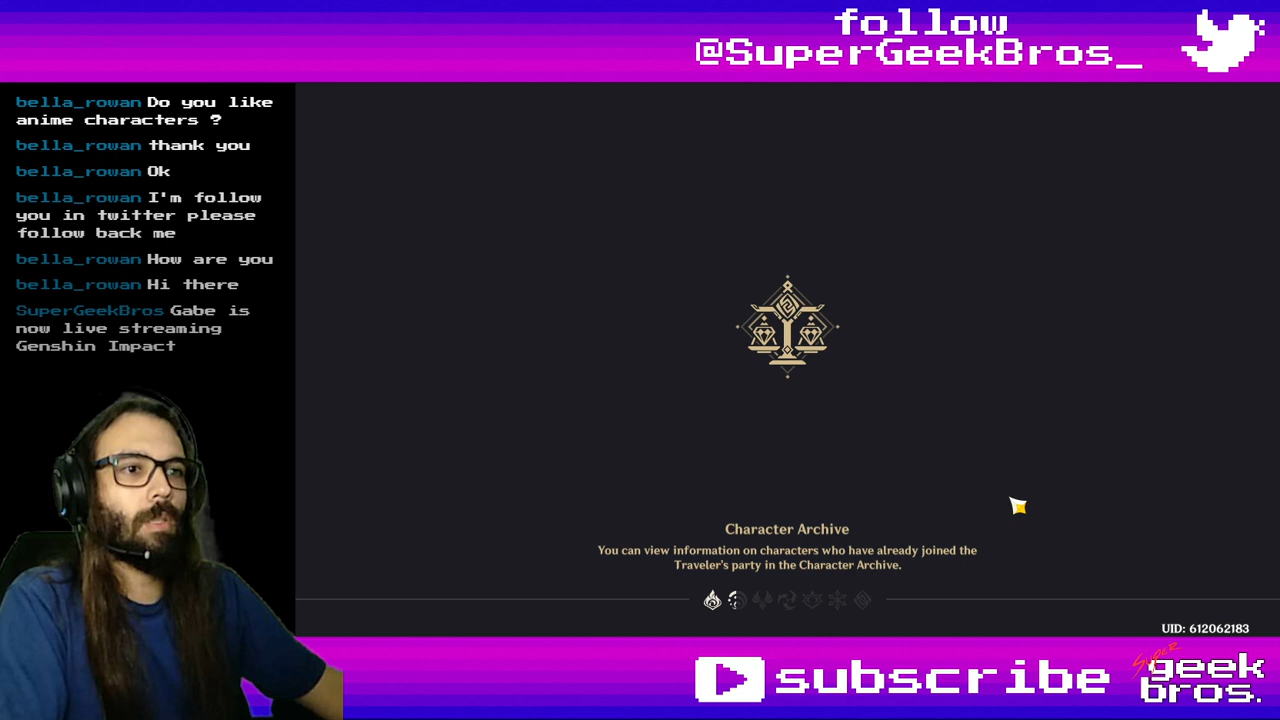 follow
@SuperGeekBros_
bella_rowan Do you like
anime characters ?
bella_rowan thank you
bella_rowan Ok
bella_rowan I'm follow
you in twitter please
follow back me
bella_rowan How are you
bella_rowan Hi there
SuperGeekBros Gabe is
now live streaming
Genshin Impact
Character Archive
You can view information on characters who have already joined the
Traveler's party in the Character Archive.
UID: 612062183
subscribe
SUPER
geek
bros.